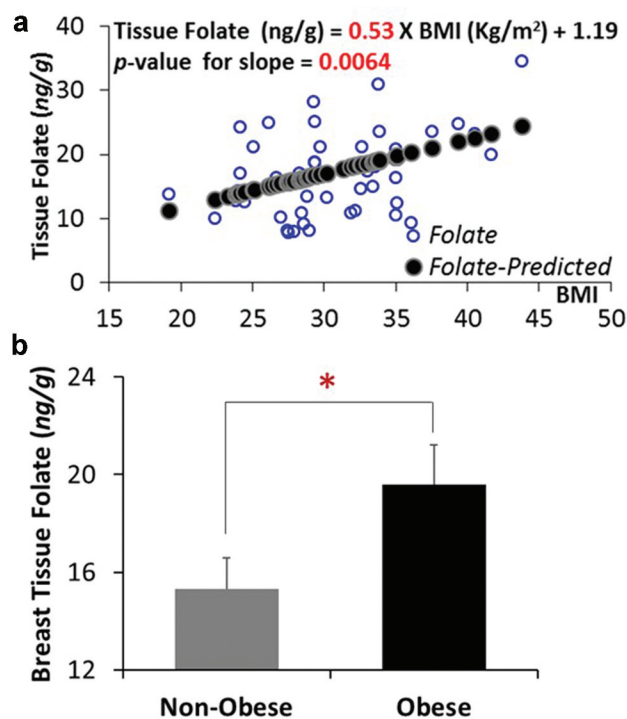 a
Tissue Folate (ng/g) = 0.53 X BMI (Kg/m²) + 1.19
p-value for slope = 0.0064
Tissue Folate (ng/g)
40
30
20
10
0
Folate
Folate-Predicted
BMI
15 20 25 30 35 40 45 50
b
Breast Tissue Folate (ng/g)
24
20
16
12
*
Non-Obese Obese